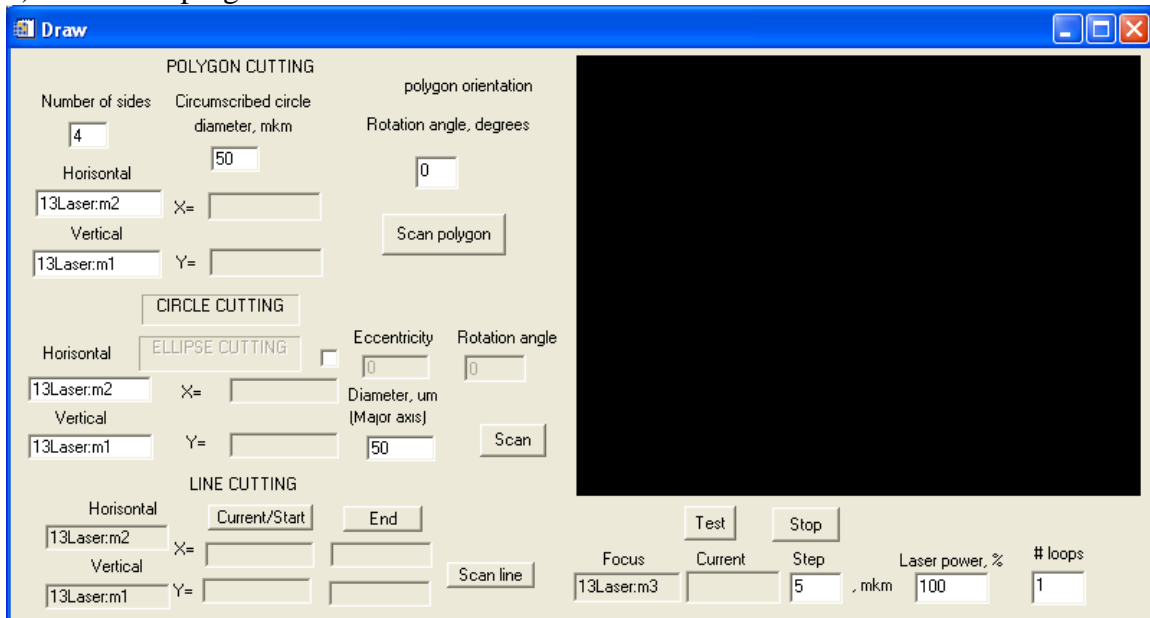 Draw
POLYGON CUTTING
polygon orientation
Number of sides
Circumscribed circle
diameter, mkm
Rotation angle, degrees
4
50
0
Horisontal
13Laser:m2
X=
Vertical
Scan polygon
13Laser:m1
Y=
CIRCLE CUTTING
ELLIPSE CUTTING
Eccentricity
Rotation angle
Horisontal
0
0
13Laser:m2
X=
Diameter, um
(Major axis)
Vertical
13Laser:m1
Y=
50
Scan
LINE CUTTING
Horisontal
Current/Start
End
13Laser:m2
X=
Vertical
Scan line
13Laser:m1
Y=
Test
Stop
Focus
Current
Step
Laser power, %
# loops
13Laser:m3
5
, mkm
100
1